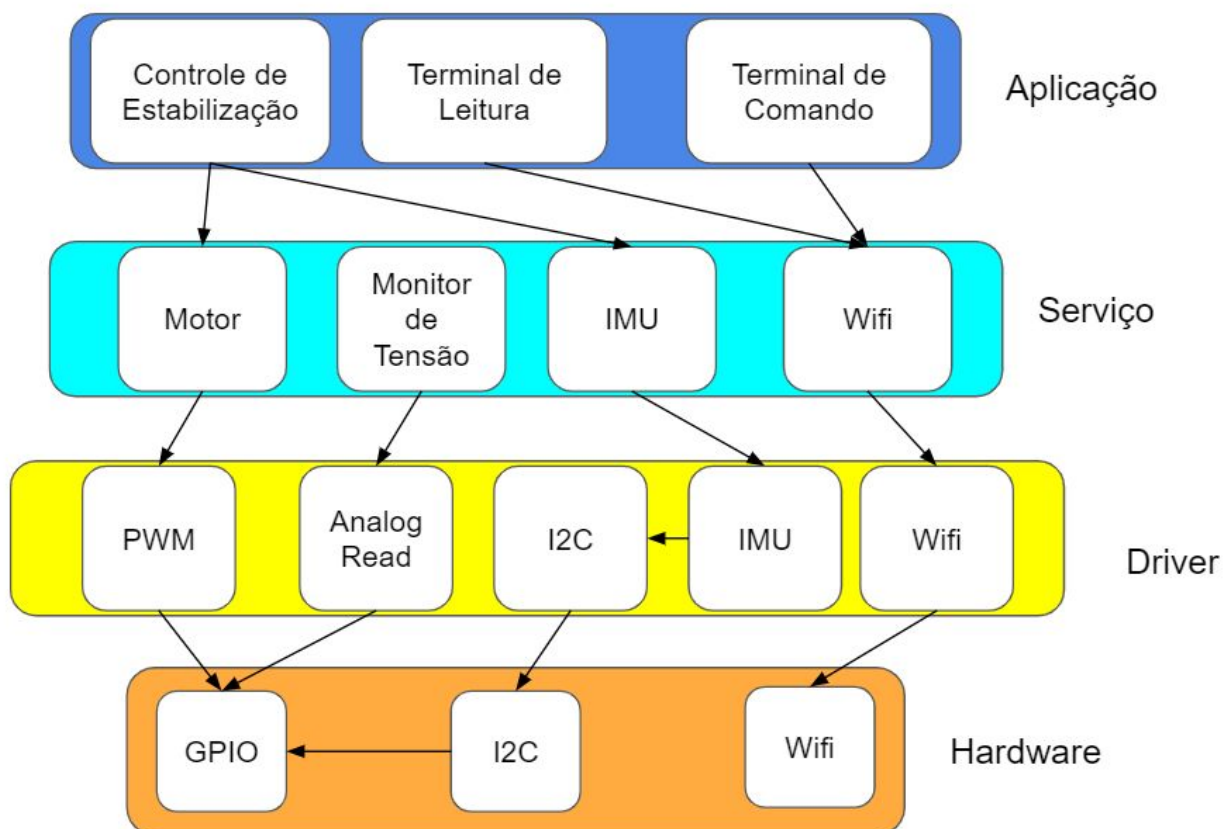 Controle de
Estabilização
Terminal de
Leitura
Terminal de
Comando
Aplicação
Motor
Monitor
de
Tensão
IMU
Wifi
Serviço
PWM
Analog
Read
I2C
IMU
Wifi
Driver
GPIO
I2C
Wifi
Hardware